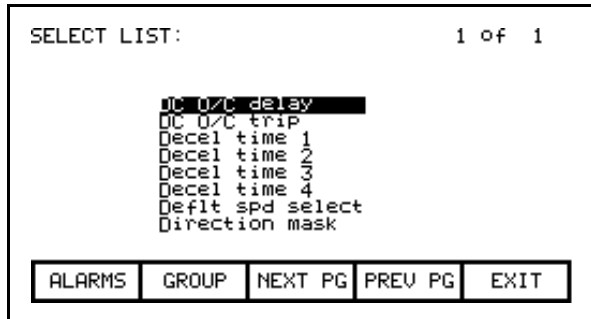 SELECT LIST: 1 of 1
DC O/C delay
DC O/C trip
Decel time 1
Decel time 2
Decel time 3
Decel time 4
Deflt spd select
Direction mask
ALARMS GROUP NEXT PG PREV PG EXIT